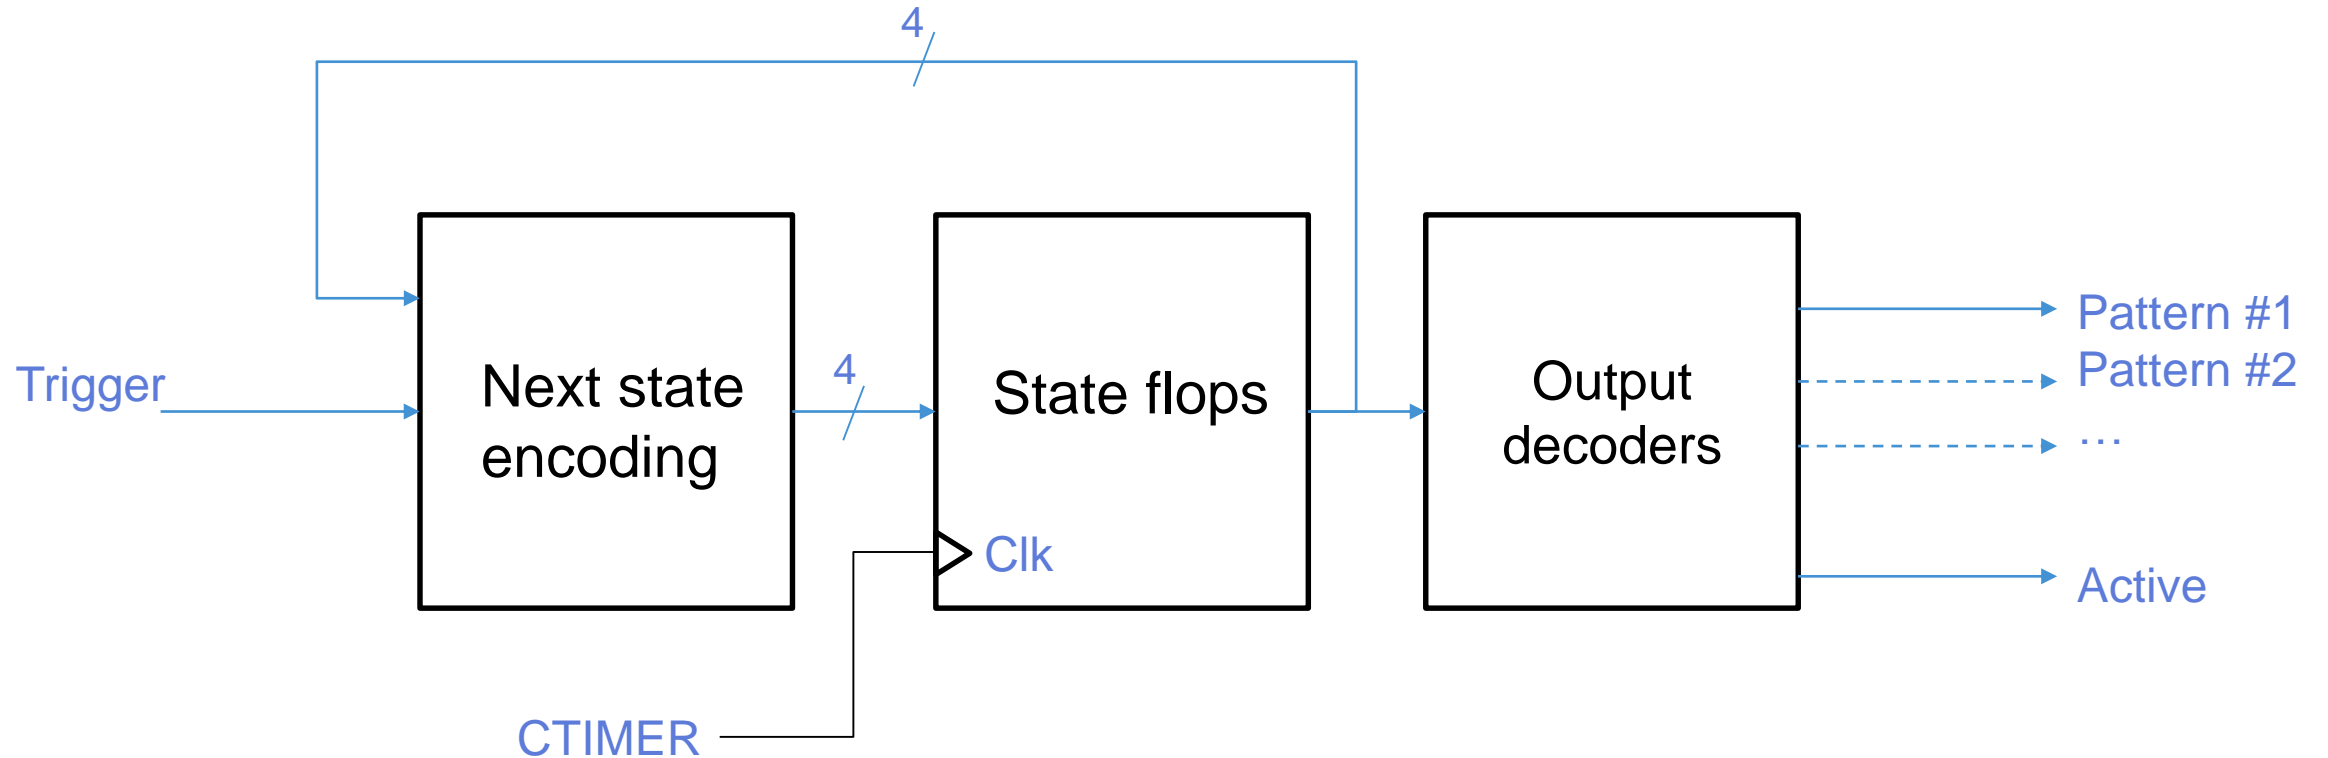 4
Trigger
Next state
encoding
4
State flops
Clk
CTIMER
Output
decoders
Pattern #1
Pattern #2
...
Active